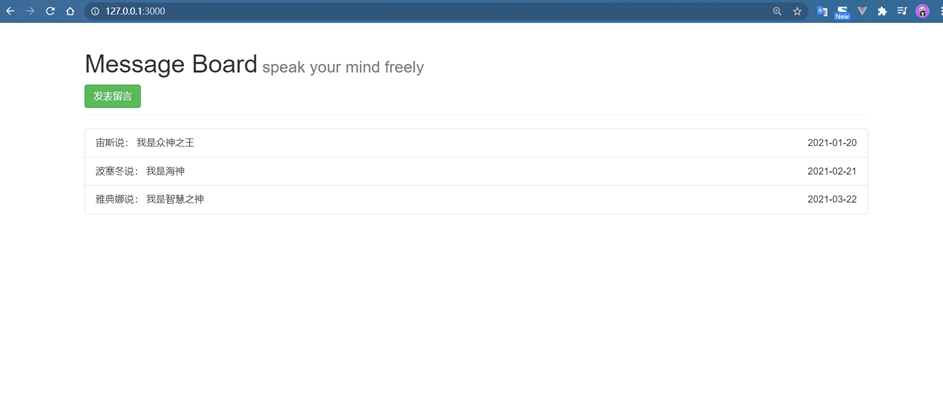 127.0.0.1:3000
New
Message Board speak your mind freely
发表留言
宙斯说： 我是众神之王 2021-01-20
波塞冬说： 我是海神 2021-02-21
雅典娜说： 我是智慧之神 2021-03-22